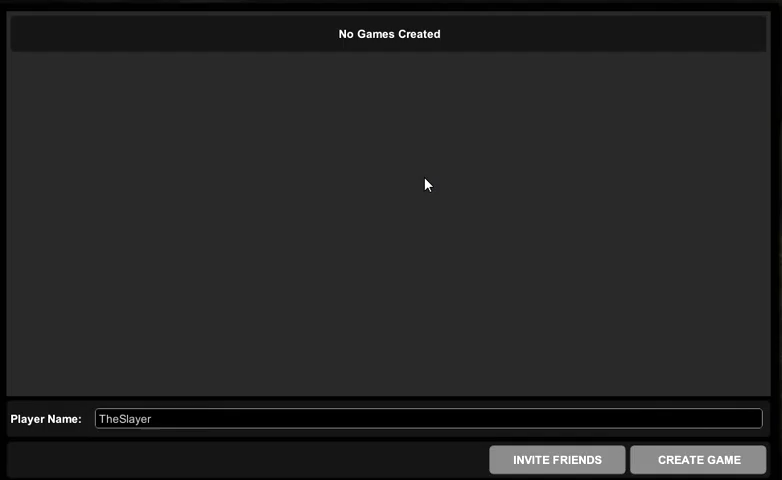 No Games Created
Player Name: TheSlayer
INVITE FRIENDS CREATE GAME